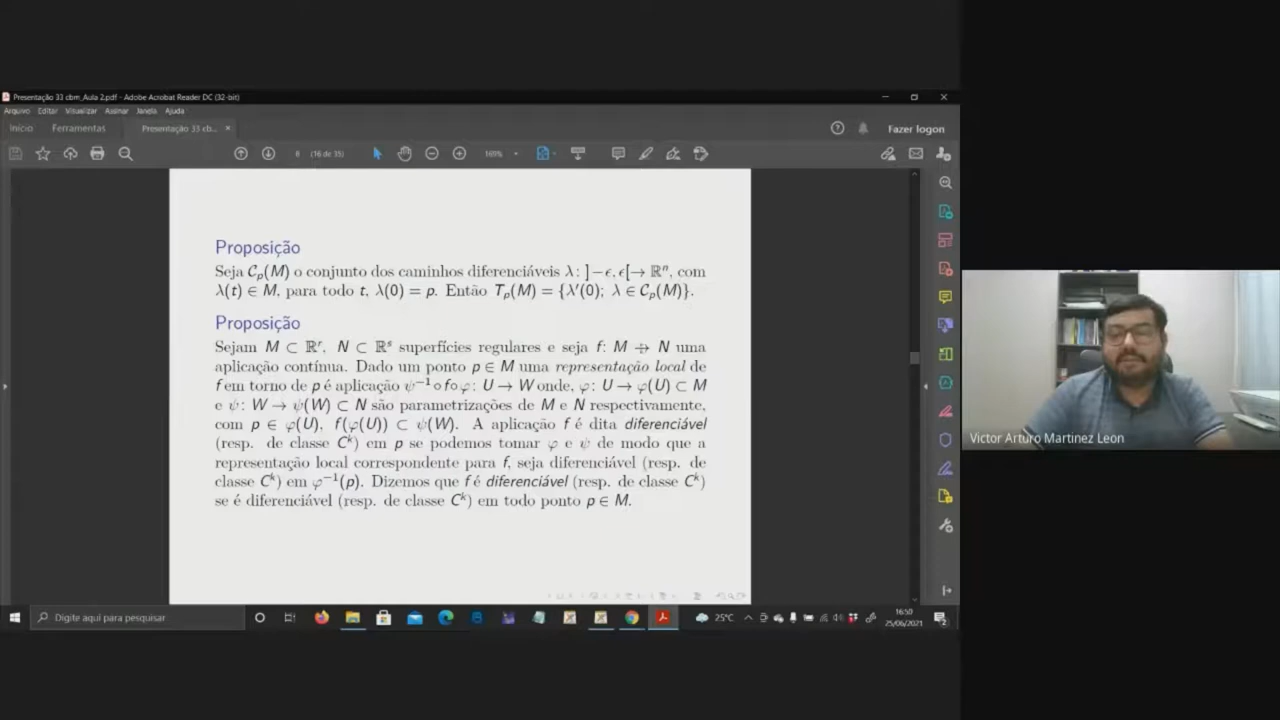 Presentação 33 cbm_Aula 2.pdf - Adobe Acrobat Reader DC (32-bit)
Arquivo Editar Visualizar Assinar Janela Ajuda
Início Ferramentas Presentação 33 cb... × Fazer logon
8 (16 de 35) 169%
Proposição
Seja 𝒞ₚ(M) o conjunto dos caminhos diferenciáveis λ: ]−ϵ, ϵ[→ ℝⁿ, com
λ(t) ∈ M, para todo t, λ(0) = p. Então Tₚ(M) = {λ′(0); λ ∈ 𝒞ₚ(M)}.
Proposição
Sejam M ⊂ ℝʳ, N ⊂ ℝˢ superfícies regulares e seja f: M → N uma
aplicação contínua. Dado um ponto p ∈ M uma representação local de
f em torno de p é aplicação ψ⁻¹∘f∘φ: U → W onde, φ: U → φ(U) ⊂ M
e ψ: W → ψ(W) ⊂ N são parametrizações de M e N respectivamente,
com p ∈ φ(U), f(φ(U)) ⊂ ψ(W). A aplicação f é dita diferenciável
(resp. de classe Cᵏ) em p se podemos tomar φ e ψ de modo que a
representação local correspondente para f, seja diferenciável (resp. de
classe Cᵏ) em φ⁻¹(p). Dizemos que f é diferenciável (resp. de classe Cᵏ)
se é diferenciável (resp. de classe Cᵏ) em todo ponto p ∈ M.
Victor Arturo Martinez Leon
Digite aqui para pesquisar
25°C
16:50
25/06/2021